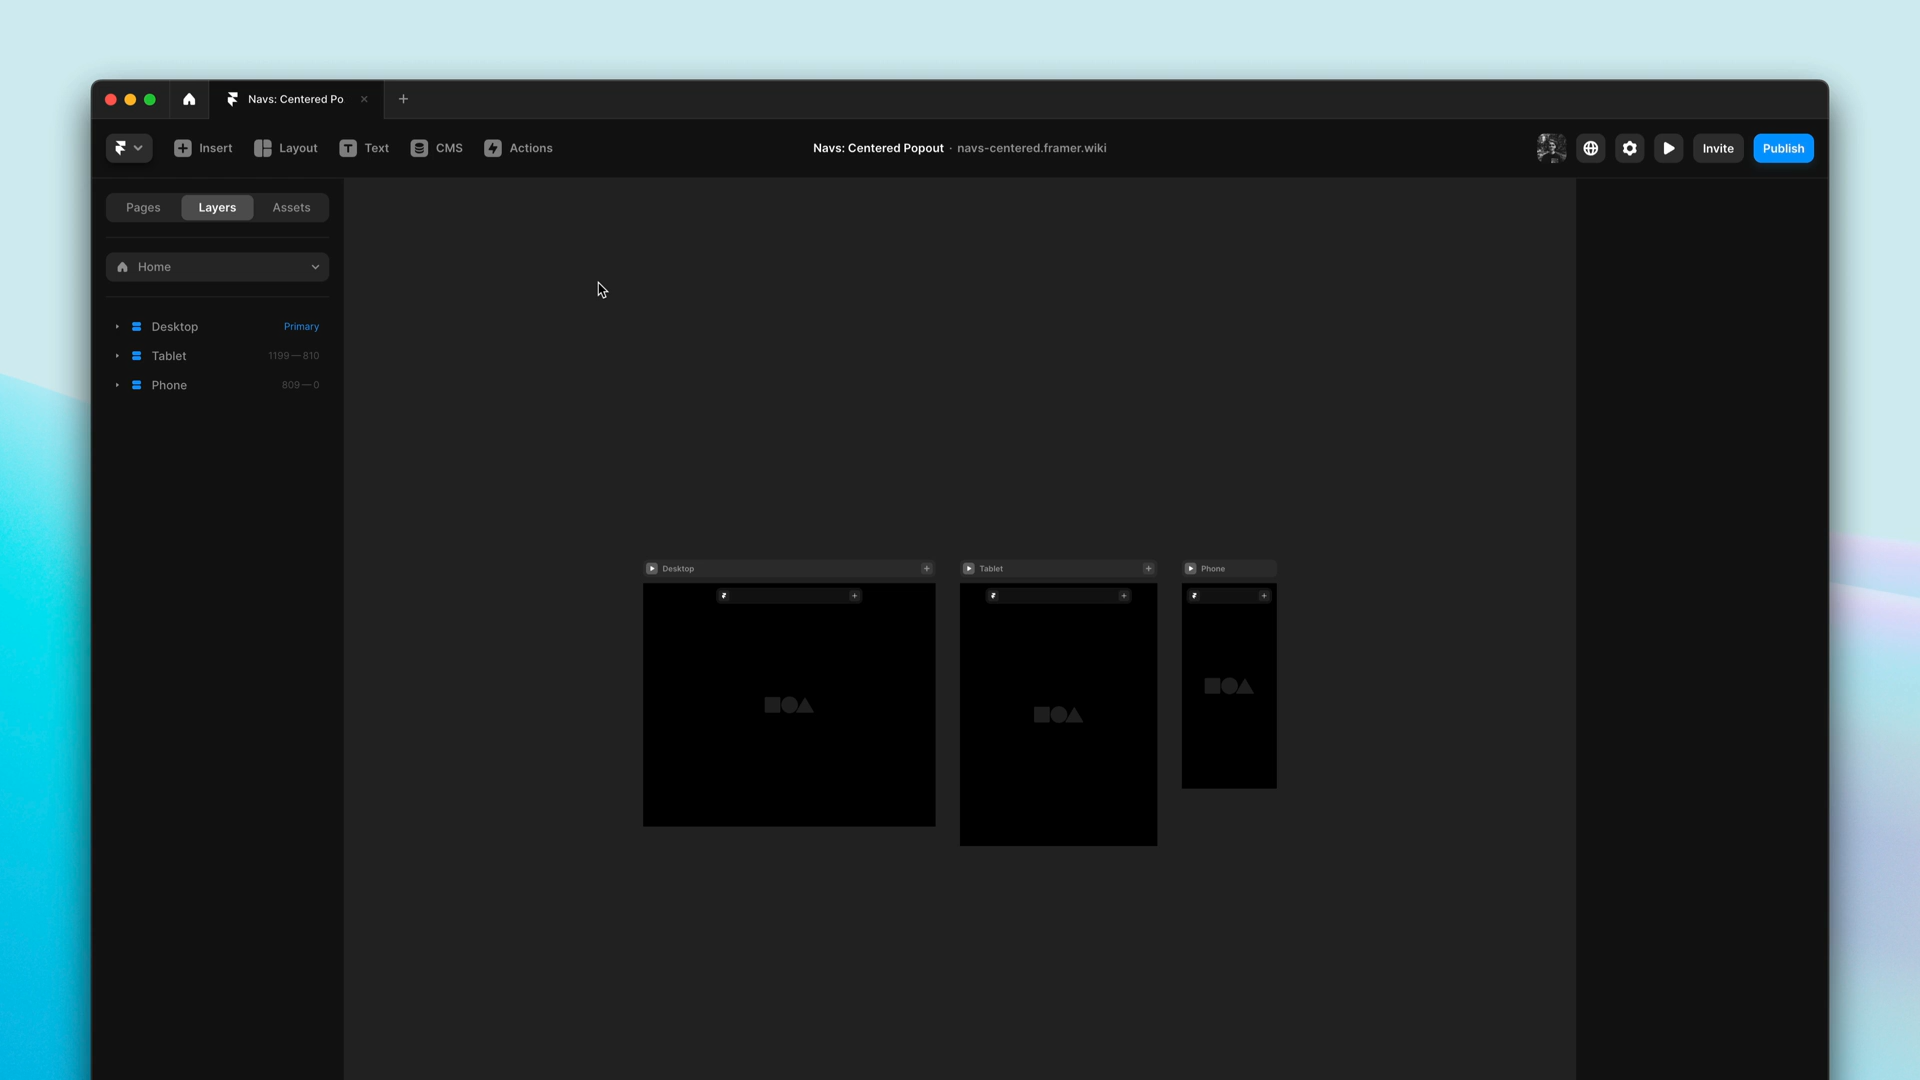 Navs: Centered Po
Insert
Layout
Text
CMS
Actions
Navs: Centered Popout · navs-centered.framer.wiki
Invite
Publish
Pages
Layers
Assets
Home
Desktop
Primary
Tablet
1199—810
Phone
809—0
Desktop
Tablet
Phone